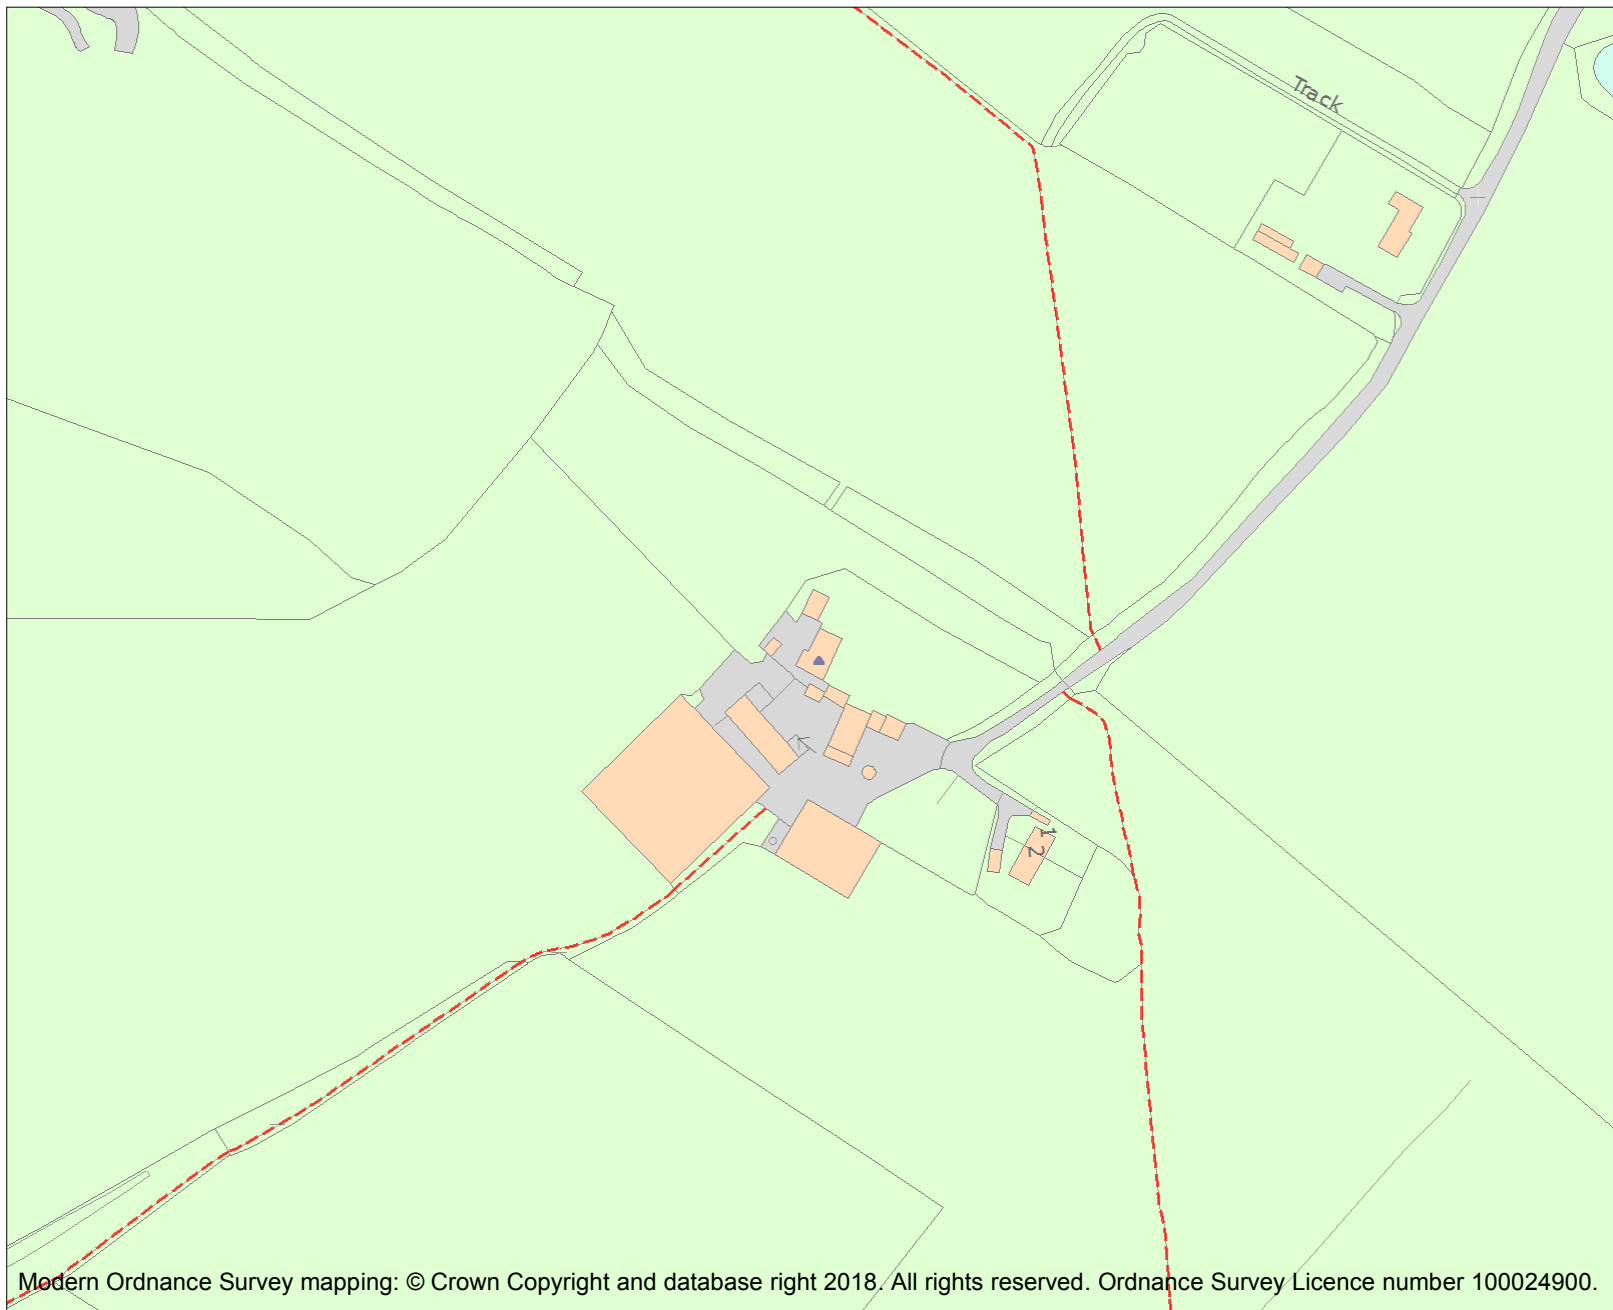 Track
1
2
Modern Ordnance Survey mapping: © Crown Copyright and database right 2018. All rights reserved. Ordnance Survey Licence number 100024900.